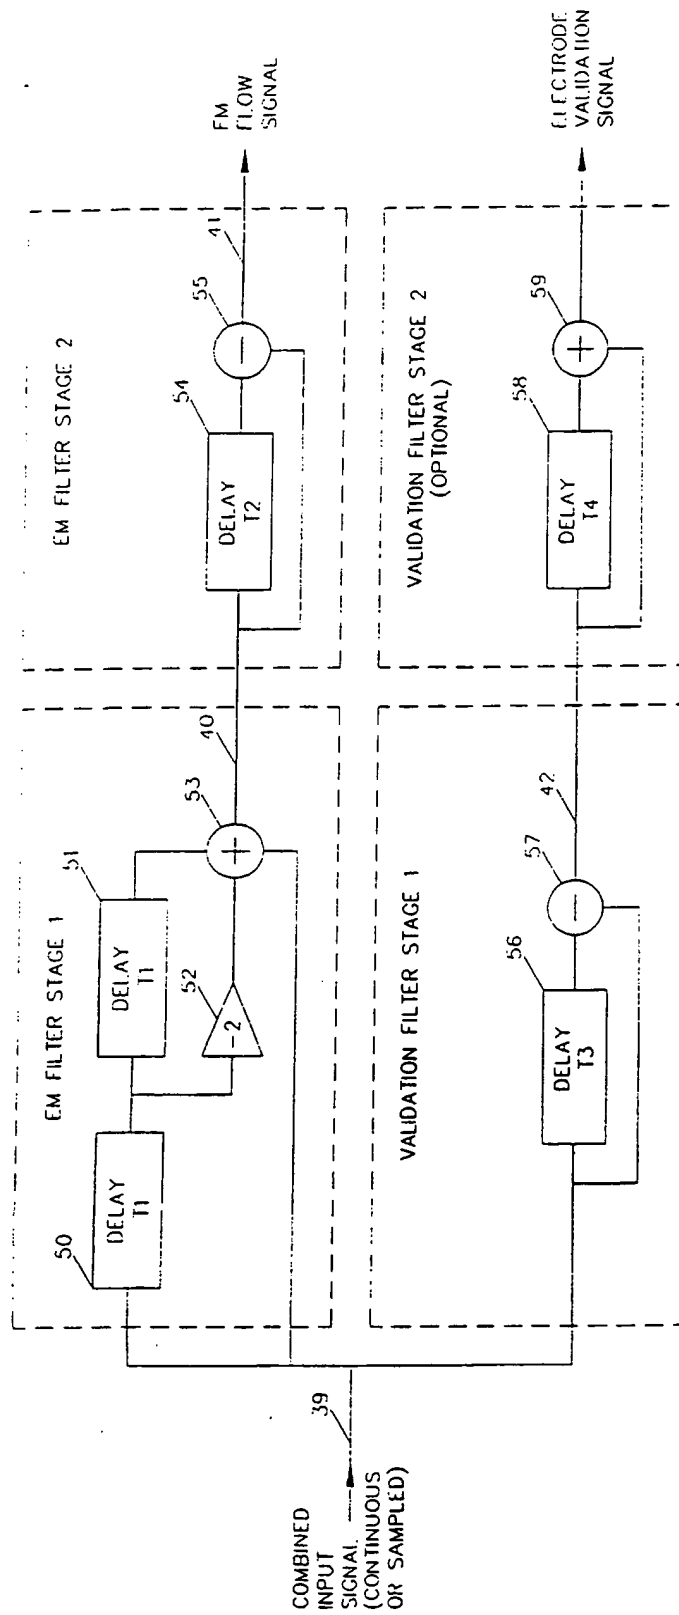 COMBINED
INPUT
SIGNAL
(CONTINUOUS
OR SAMPLED)
39
EM FILTER STAGE 1
50
DELAY
T1
51
DELAY
T1
52
-2
53
+
40
EM FILTER STAGE 2
54
DELAY
T2
55
-
41
EM
FLOW
SIGNAL
VALIDATION FILTER STAGE 1
56
DELAY
T3
57
-
42
VALIDATION FILTER STAGE 2
(OPTIONAL)
58
DELAY
T4
59
+
ELECTRODE
VALIDATION
SIGNAL